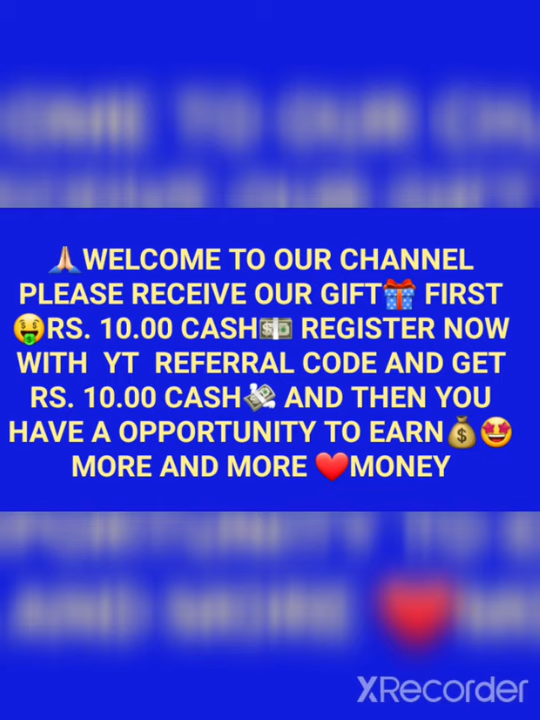 🙏WELCOME TO OUR CHANNEL
PLEASE RECEIVE OUR GIFT🎁 FIRST
🤑RS. 10.00 CASH💵 REGISTER NOW
WITH YT REFERRAL CODE AND GET
RS. 10.00 CASH💸 AND THEN YOU
HAVE A OPPORTUNITY TO EARN💰🤩
MORE AND MORE ❤️MONEY
XRecorder